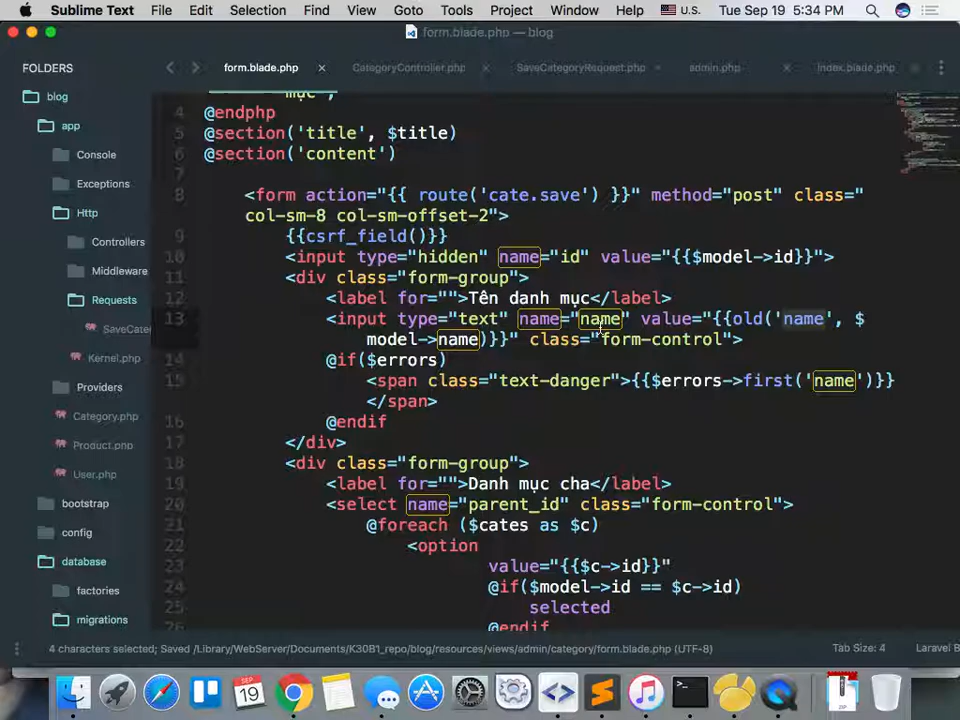 Sublime Text File Edit Selection Find View Goto Tools Project Window Help U.S. Tue Sep 19 5:34 PM
form.blade.php — blog
FOLDERS
form.blade.php × CategoryController.php × SaveCategoryRequest.php admin.php × index.blade.php
blog
app
Console
Exceptions
Http
Controllers
Middleware
Requests
SaveCate
Kernel.php
Providers
Category.php
Product.php
User.php
bootstrap
config
database
factories
migrations
mục',
4 @endphp
5 @section('title', $title)
6 @section('content')
7
8 <form action="{{ route('cate.save') }}" method="post" class="
col-sm-8 col-sm-offset-2">
9 {{csrf_field()}}
10 <input type="hidden" name="id" value="{{$model->id}}">
11 <div class="form-group">
12 <label for="">Tên danh mục</label>
13 <input type="text" name="name" value="{{old('name', $
model->name)}}" class="form-control">
14 @if($errors)
15 <span class="text-danger">{{$errors->first('name')}}
</span>
16 @endif
17 </div>
18 <div class="form-group">
19 <label for="">Danh mục cha</label>
20 <select name="parent_id" class="form-control">
21 @foreach ($cates as $c)
22 <option
23 value="{{$c->id}}"
24 @if($model->id == $c->id)
25 selected
26 @endif
4 characters selected; Saved /Library/WebServer/Documents/K30B1_repo/blog/resources/views/admin/category/form.blade.php (UTF-8) Tab Size: 4 Laravel B
19
ZIP